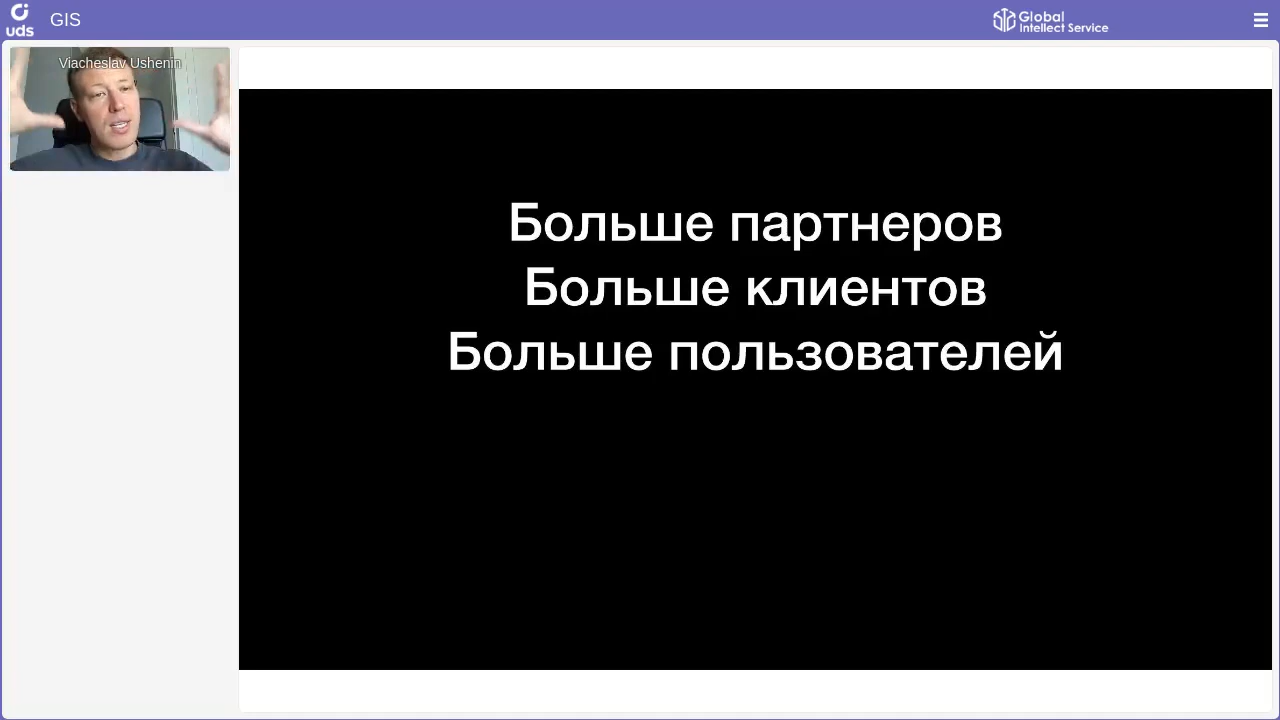 uds
GIS
Global
Intellect Service
Viacheslav Ushenin
Больше партнеров
Больше клиентов
Больше пользователей